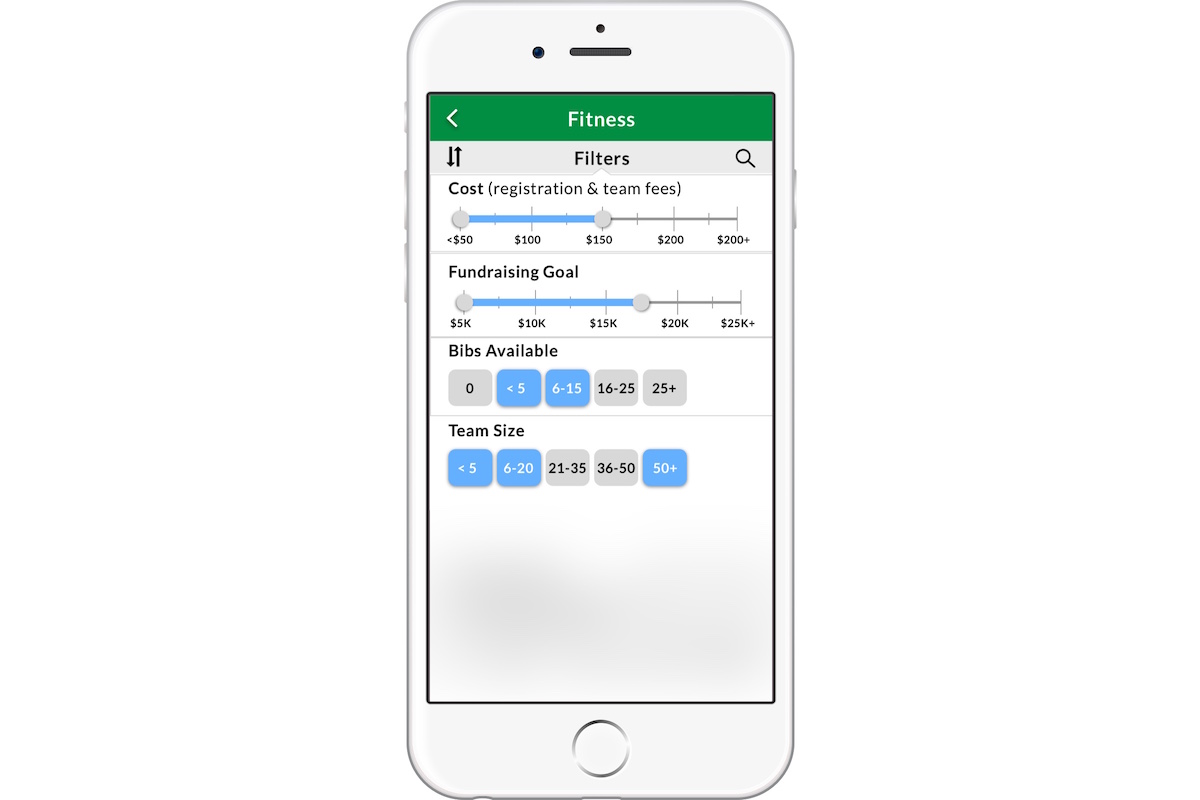 Fitness
Filters
Cost (registration & team fees)
<$50 $100 $150 $200 $200+
Fundraising Goal
$5K $10K $15K $20K $25K+
Bibs Available
0 < 5 6-15 16-25 25+
Team Size
< 5 6-20 21-35 36-50 50+